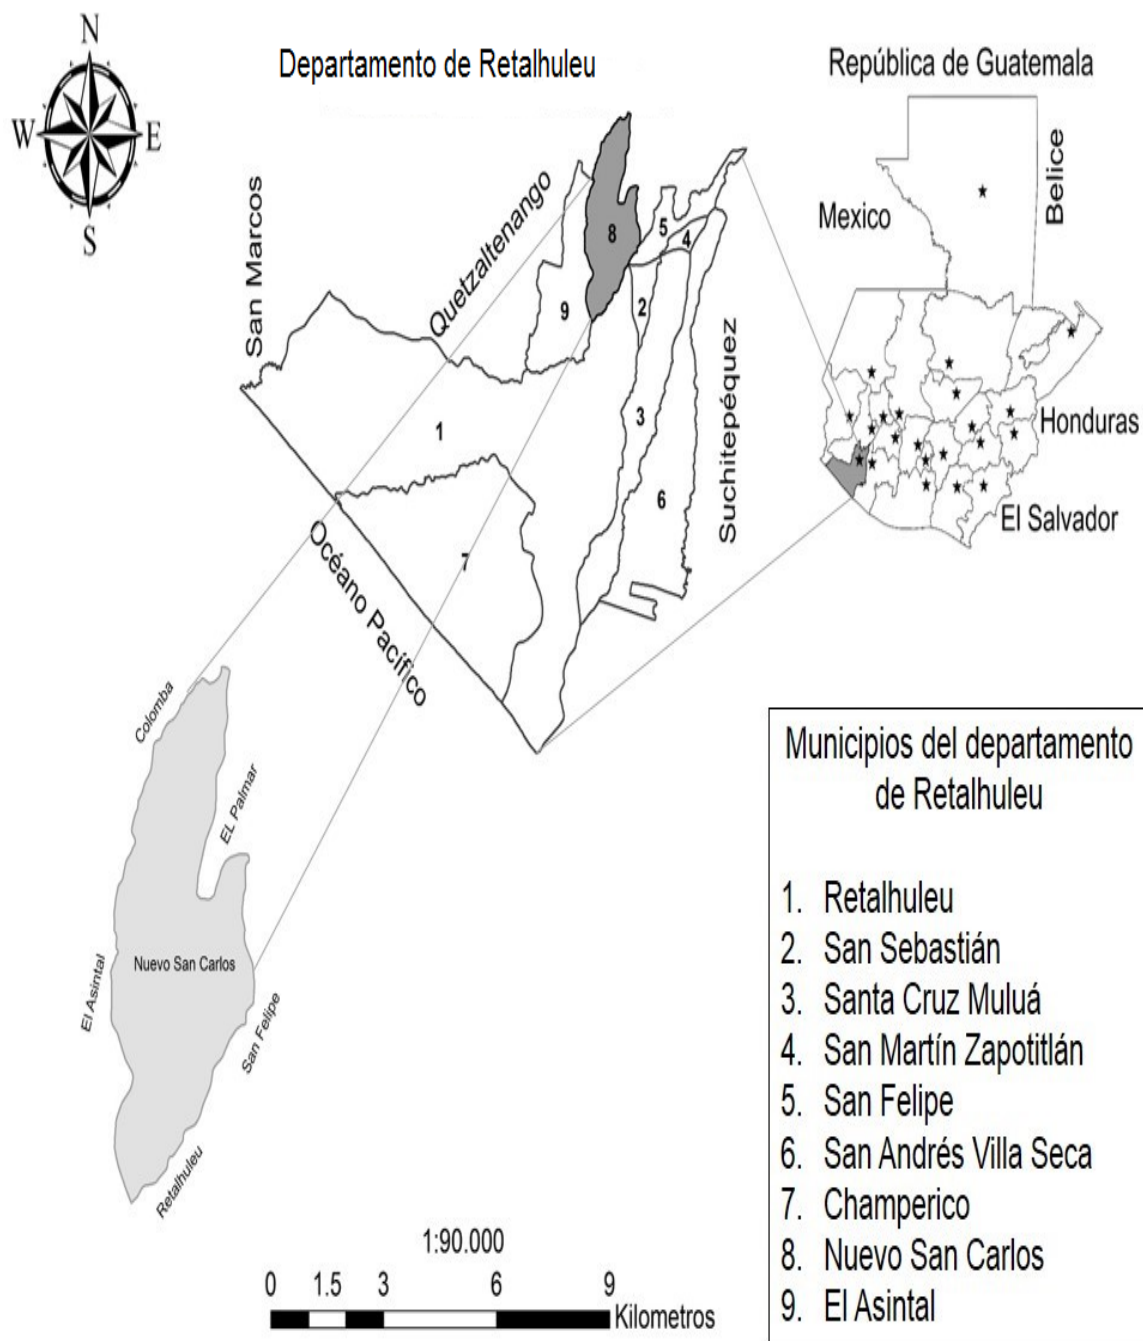 N
W E
S
Departamento de Retalhuleu
República de Guatemala
San Marcos
Quetzaltenango
Suchitepéquez
Océano Pacífico
8
5
4
9
2
3
1
6
7
Mexico
Belice
Honduras
El Salvador
Colomba
EL Palmar
El Asintal
Nuevo San Carlos
San Felipe
Retalhuleu
1:90.000
0 1.5 3 6 9
Kilometros
Municipios del departamento
de Retalhuleu
1. Retalhuleu
2. San Sebastián
3. Santa Cruz Muluá
4. San Martín Zapotitlán
5. San Felipe
6. San Andrés Villa Seca
7. Champerico
8. Nuevo San Carlos
9. El Asintal